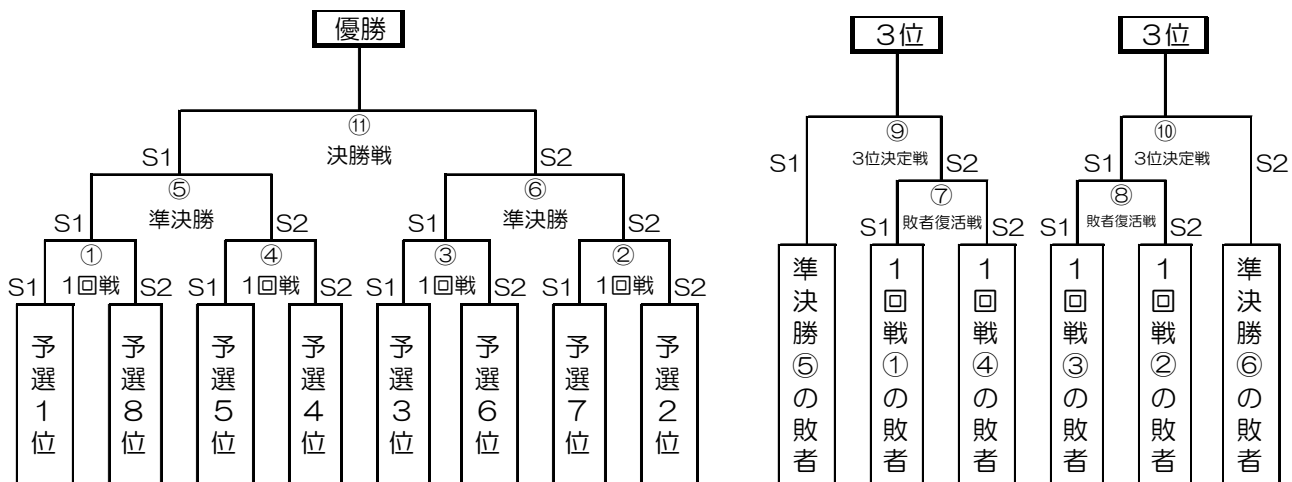 優勝
⑪
決勝戦
S1
S2
⑤
準決勝
⑥
準決勝
S1
S2
S1
S2
①
1回戦
④
1回戦
③
1回戦
②
1回戦
S1
S2
S1
S2
S1
S2
S1
S2
予選1位
予選8位
予選5位
予選4位
予選3位
予選6位
予選7位
予選2位
3位
3位
⑨
3位決定戦
⑩
3位決定戦
S1
S2
S1
S2
⑦
敗者復活戦
⑧
敗者復活戦
S1
S2
S1
S2
準決勝⑤の敗者
1回戦①の敗者
1回戦④の敗者
1回戦③の敗者
1回戦②の敗者
準決勝⑥の敗者